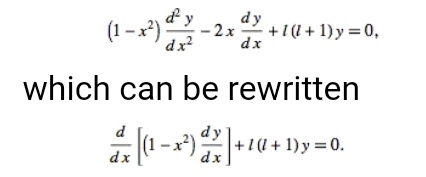 (1 − x²) d²y/dx² − 2x dy/dx + l(l + 1)y = 0,
which can be rewritten
d/dx [(1 − x²) dy/dx] + l(l + 1)y = 0.